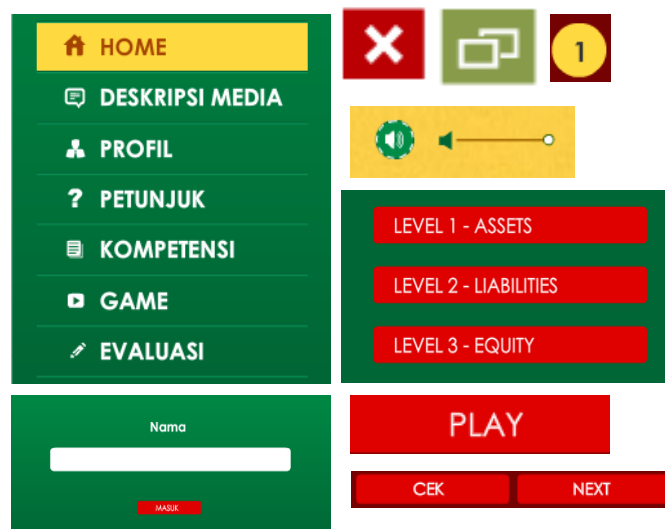 HOME
DESKRIPSI MEDIA
PROFIL
PETUNJUK
KOMPETENSI
GAME
EVALUASI
1
LEVEL 1 - ASSETS
LEVEL 2 - LIABILITIES
LEVEL 3 - EQUITY
Nama
MASUK
PLAY
CEK
NEXT